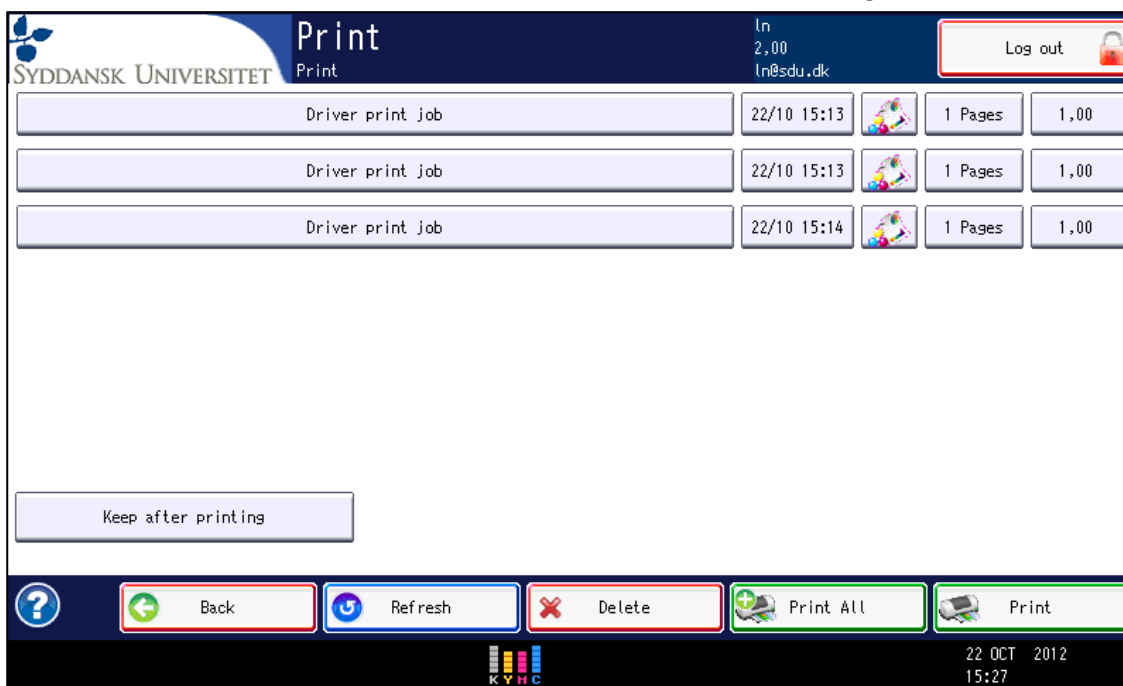 SYDDANSK UNIVERSITET
Print
Print
ln
2,00
ln@sdu.dk
Log out
Driver print job 22/10 15:13 1 Pages 1,00
Driver print job 22/10 15:13 1 Pages 1,00
Driver print job 22/10 15:14 1 Pages 1,00
Keep after printing
? Back Refresh Delete Print All Print
K Y M C
22 OCT 2012
15:27